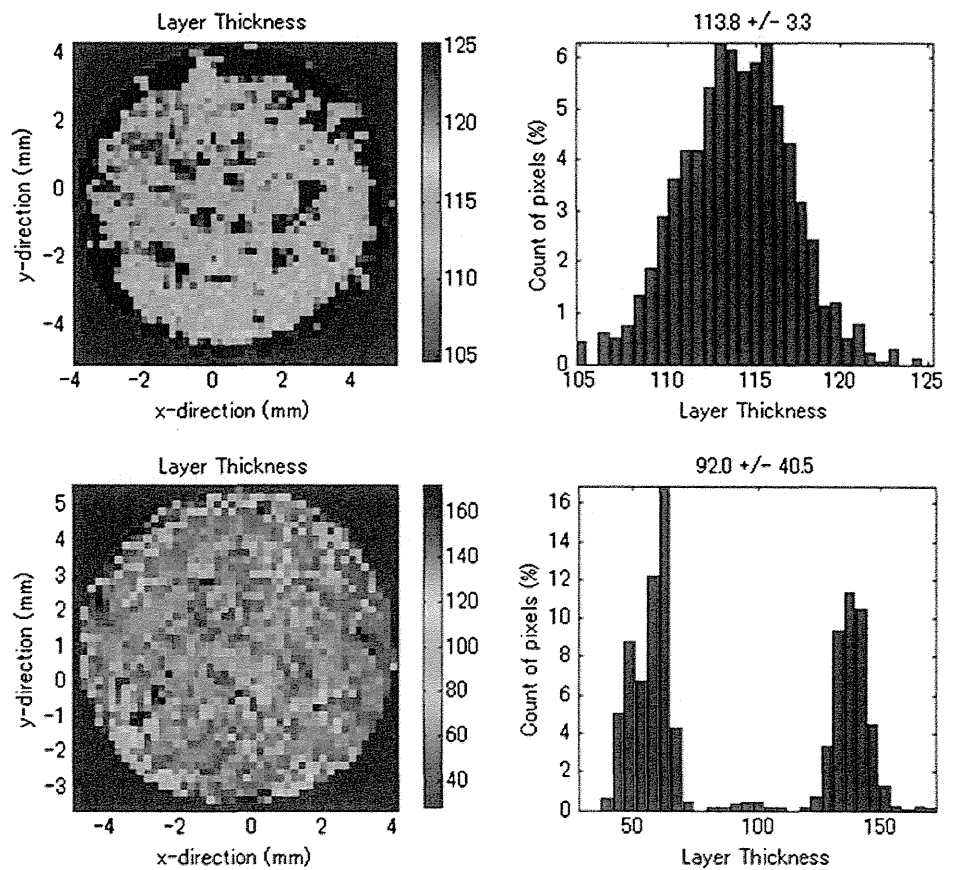 Layer Thickness
4
2
0
-2
-4
y-direction (mm)
-4 -2 0 2 4
x-direction (mm)
125
120
115
110
105
113.8 +/- 3.3
6
5
4
3
2
1
0
Count of pixels (%)
105 110 115 120 125
Layer Thickness
Layer Thickness
5
4
3
2
1
0
-1
-2
-3
y-direction (mm)
-4 -2 0 2 4
x-direction (mm)
160
140
120
100
80
60
40
92.0 +/- 40.5
16
14
12
10
8
6
4
2
0
Count of pixels (%)
50 100 150
Layer Thickness